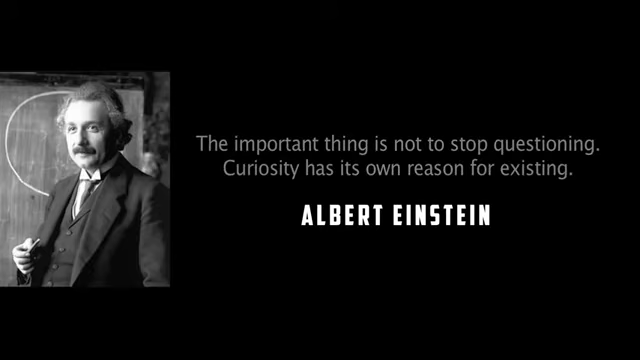 The important thing is not to stop questioning.
Curiosity has its own reason for existing.
ALBERT EINSTEIN